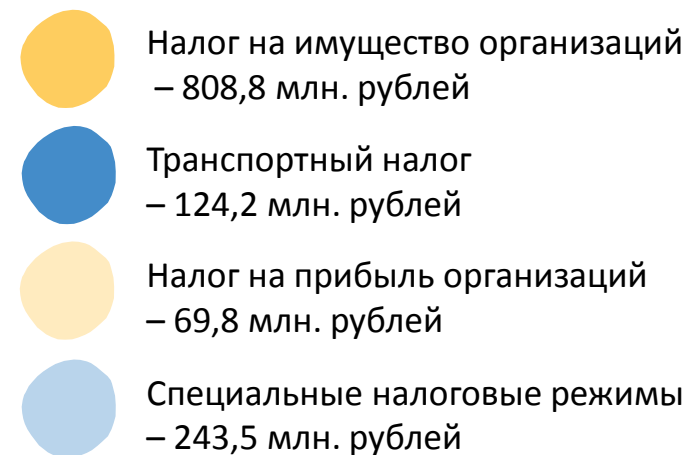 Налог на имущество организаций
– 808,8 млн. рублей
Транспортный налог
– 124,2 млн. рублей
Налог на прибыль организаций
– 69,8 млн. рублей
Специальные налоговые режимы
– 243,5 млн. рублей